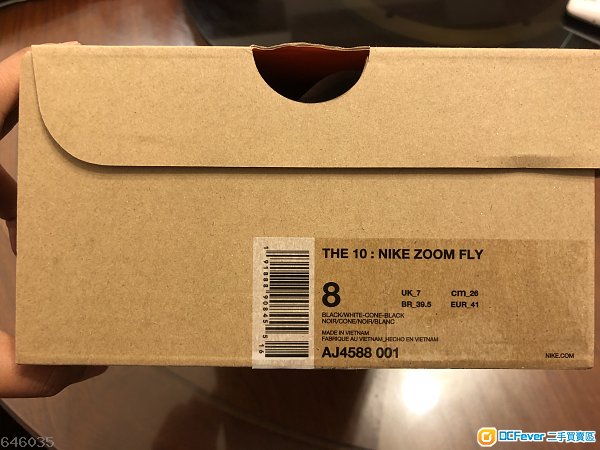 THE 10 : NIKE ZOOM FLY
8
UK_7 cm_26
BR_39.5 EUR_41
BLACK/WHITE-CONE-BLACK
NOIR/CONE/NOIR/BLANC
MADE IN VIETNAM
FABRIQUE AU VIETNAM_HECHO EN VIETNAM
AJ4588 001
NIKE.COM
646035
DCFever 二手買賣區